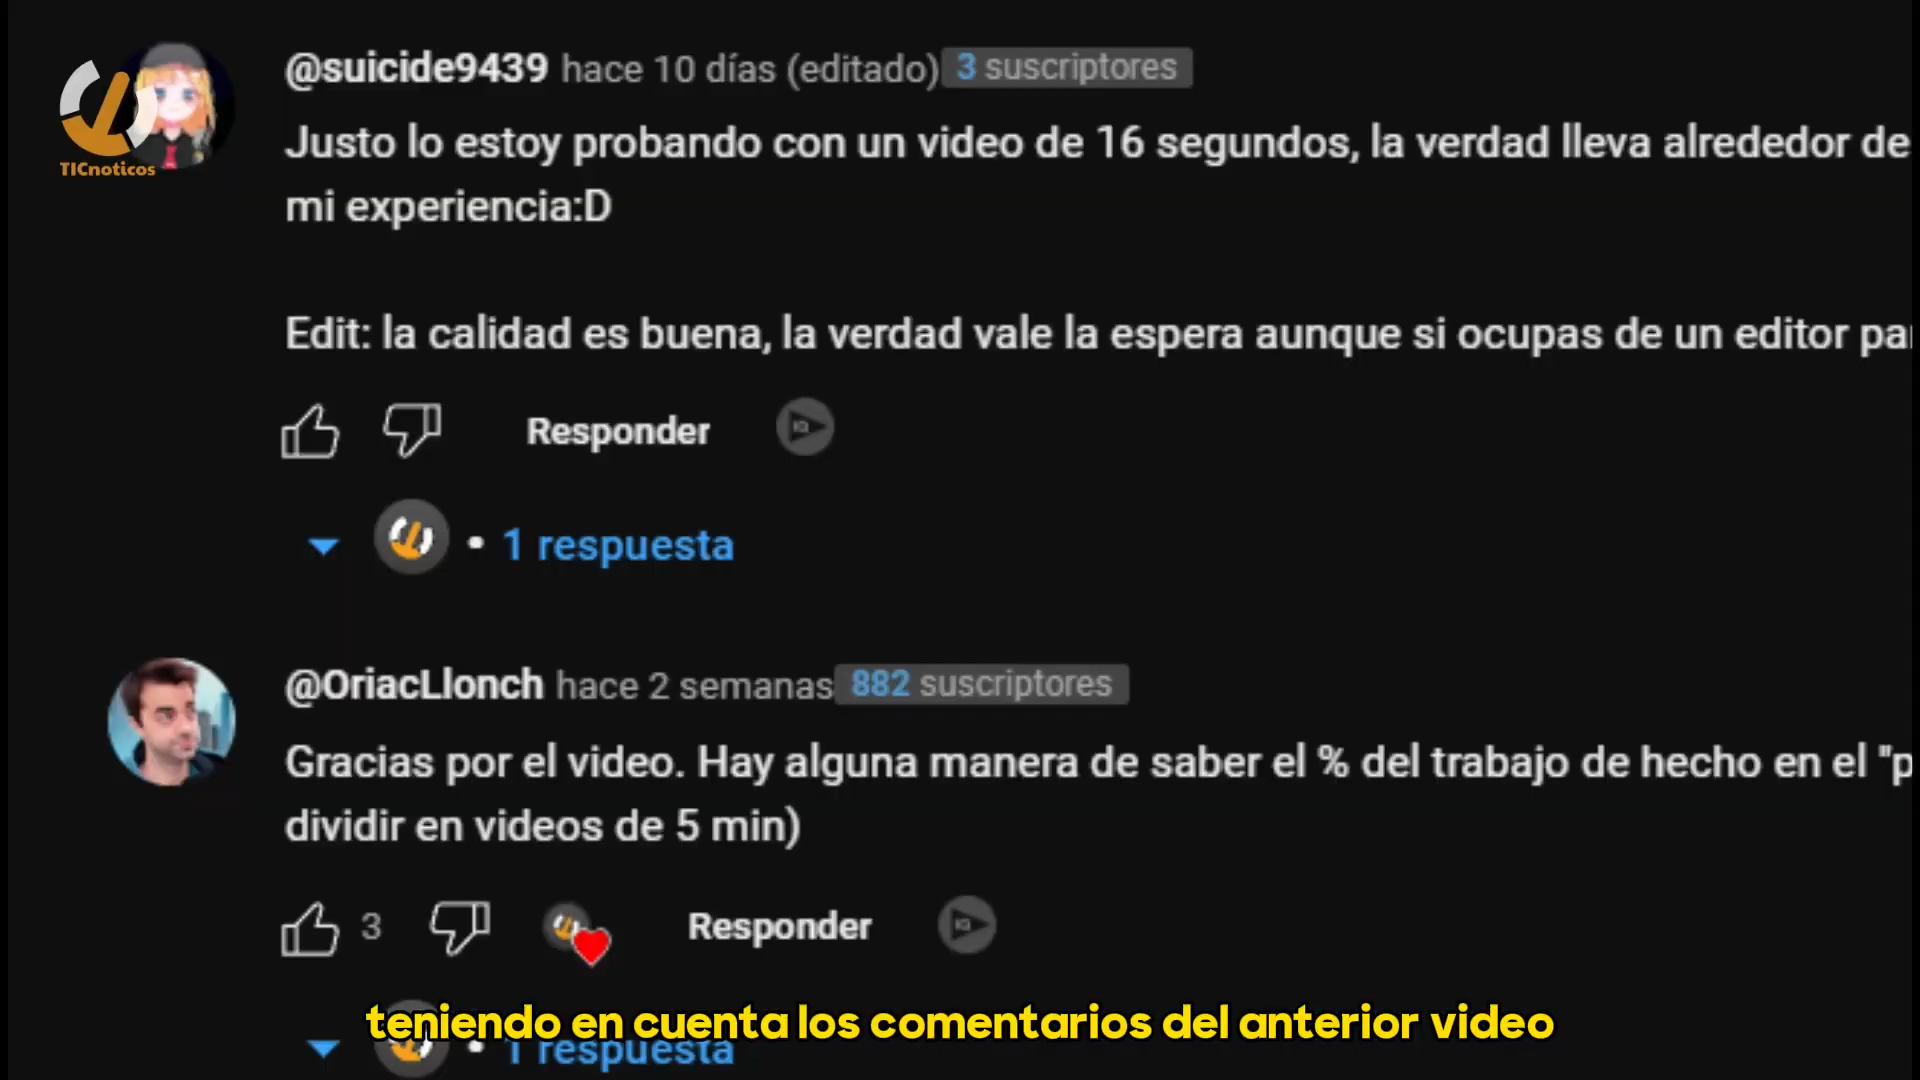 TICnoticos
@suicide9439 hace 10 días (editado) 3 suscriptores
Justo lo estoy probando con un video de 16 segundos, la verdad lleva alrededor de
mi experiencia:D
Edit: la calidad es buena, la verdad vale la espera aunque si ocupas de un editor
Responder
1 respuesta
@OriacLlonch hace 2 semanas 882 suscriptores
Gracias por el video. Hay alguna manera de saber el % del trabajo de hecho en el
dividir en videos de 5 min)
3 Responder
teniendo en cuenta los comentarios del anterior video
1 respuesta